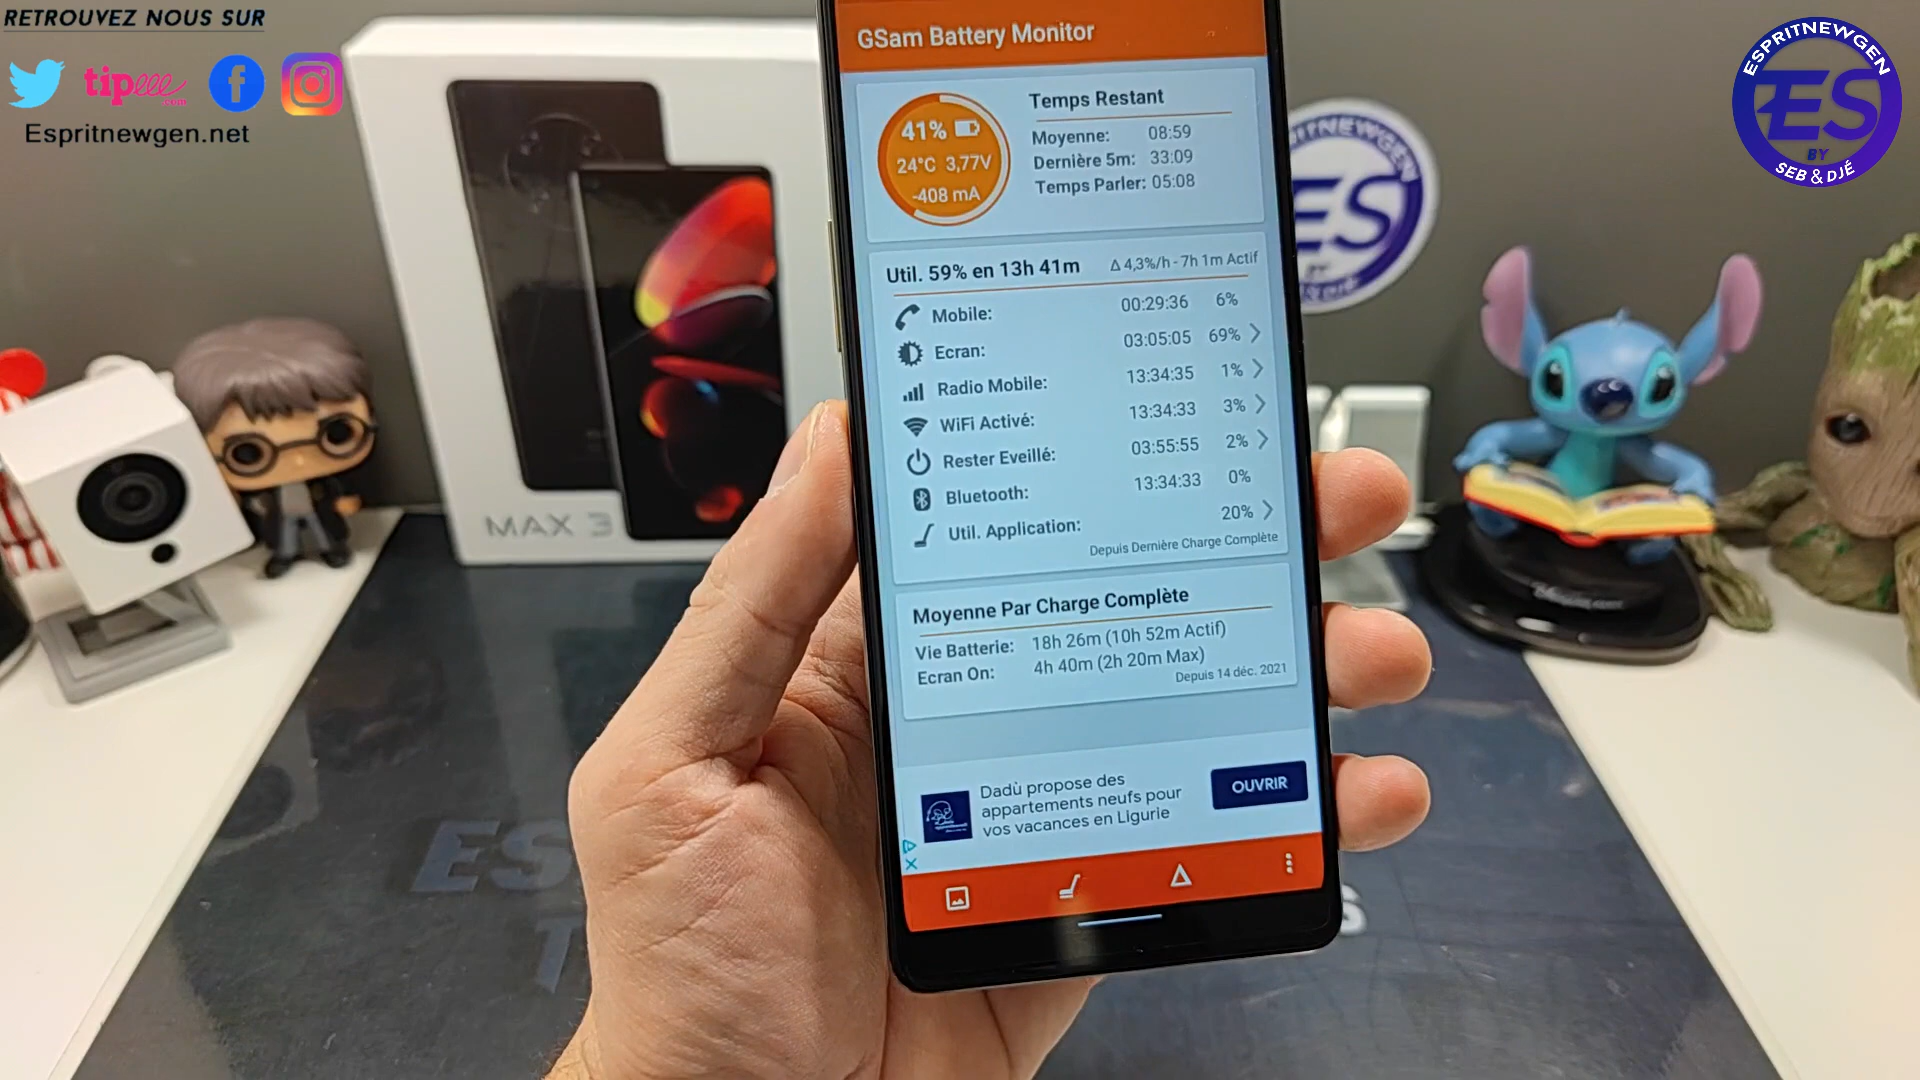 RETROUVEZ NOUS SUR
tipeee
.com
f
Espritnewgen.net
ESPRITNEWGEN
ES
BY
SEB & DJÉ
MAX 3
GSam Battery Monitor
41%
24°C 3,77V
-408 mA
Temps Restant
Moyenne: 08:59
Dernière 5m: 33:09
Temps Parler: 05:08
Util. 59% en 13h 41m Δ 4,3%/h - 7h 1m Actif
Mobile: 00:29:36 6%
Ecran: 03:05:05 69%
Radio Mobile: 13:34:35 1%
WiFi Activé: 13:34:33 3%
Rester Eveillé: 03:55:55 2%
Bluetooth: 13:34:33 0%
Util. Application: 20%
Depuis Dernière Charge Complète
Moyenne Par Charge Complète
Vie Batterie: 18h 26m (10h 52m Actif)
Ecran On: 4h 40m (2h 20m Max)
Depuis 14 déc. 2021
Dadù propose des
appartements neufs pour
vos vacances en Ligurie
OUVRIR
ES